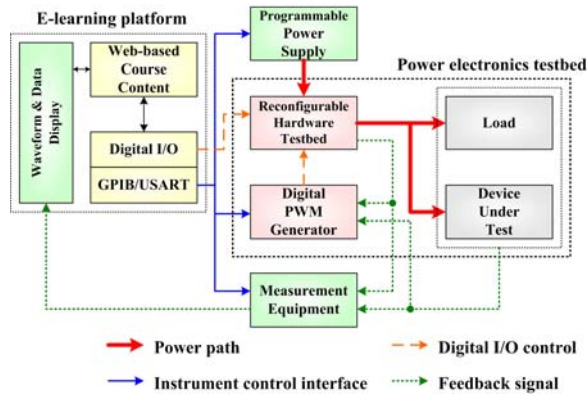 E-learning platform
Waveform & Data
Display
Web-based
Course
Content
Digital I/O
GPIB/USART
Programmable
Power
Supply
Power electronics testbed
Reconfigurable
Hardware
Testbed
Load
Digital
PWM
Generator
Device
Under
Test
Measurement
Equipment
Power path
Digital I/O control
Instrument control interface
Feedback signal